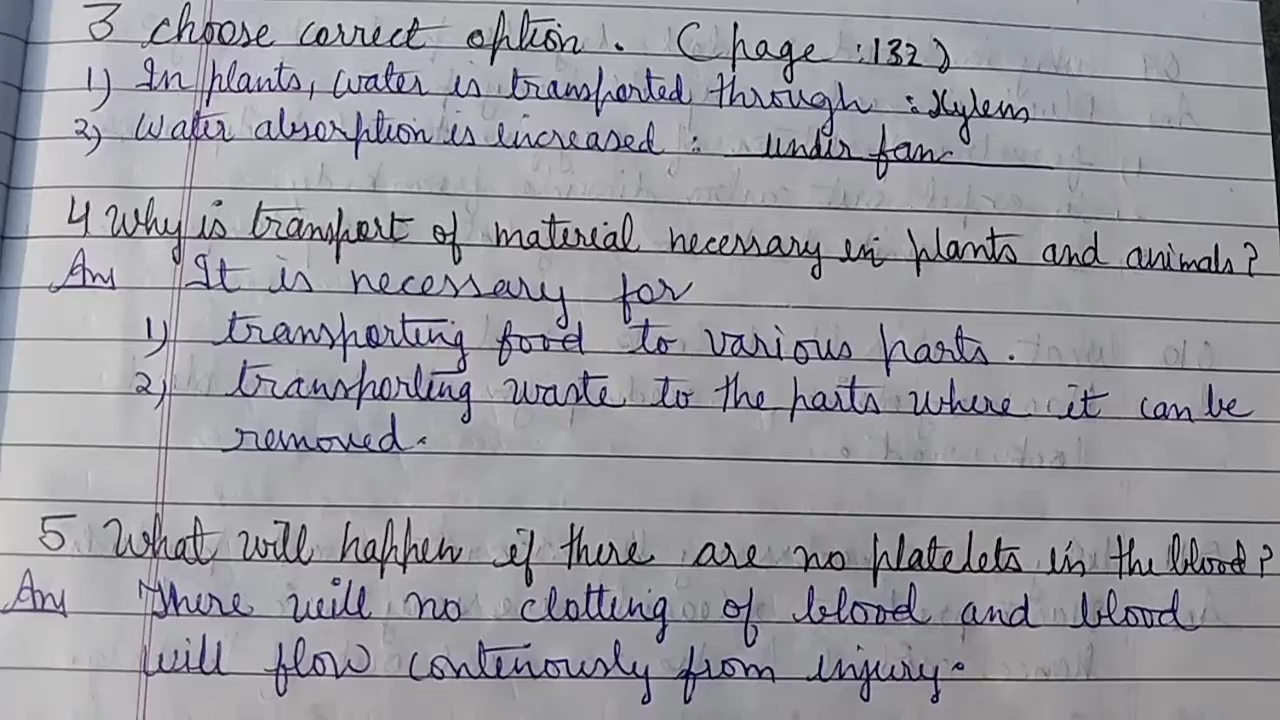 3 choose correct option. (page :132)
1) In plants, water is transported through : Xylem
2) Water absorption is increased : under fan
4 Why is transport of material necessary in plants and animals?
Ans It is necessary for
1) transporting food to various parts.
2) transporting waste to the parts where it can be
removed.
5 What will happen if there are no platelets in the blood?
Ans There will no clotting of blood and blood
will flow contenously from injury.